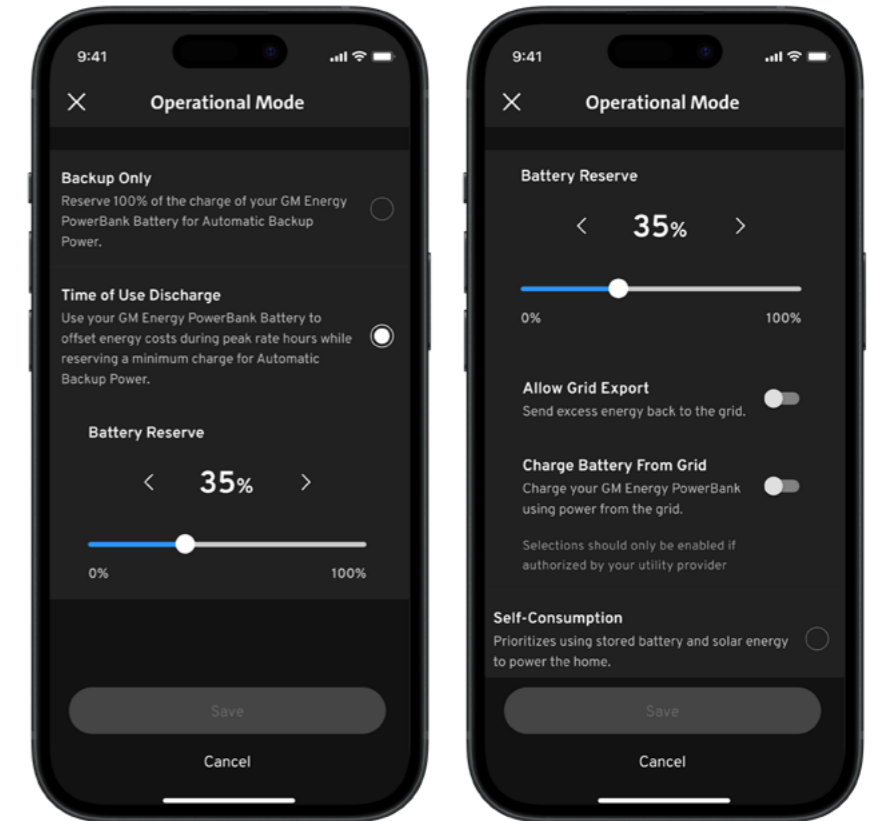 9:41
Operational Mode
Backup Only
Reserve 100% of the charge of your GM Energy
PowerBank Battery for Automatic Backup
Power.
Time of Use Discharge
Use your GM Energy PowerBank Battery to
offset energy costs during peak rate hours while
reserving a minimum charge for Automatic
Backup Power.
Battery Reserve
35%
0% 100%
Save
Cancel
9:41
Operational Mode
Battery Reserve
35%
0% 100%
Allow Grid Export
Send excess energy back to the grid.
Charge Battery From Grid
Charge your GM Energy PowerBank
using power from the grid.
Selections should only be enabled if
authorized by your utility provider
Self-Consumption
Prioritizes using stored battery and solar energy
to power the home.
Save
Cancel